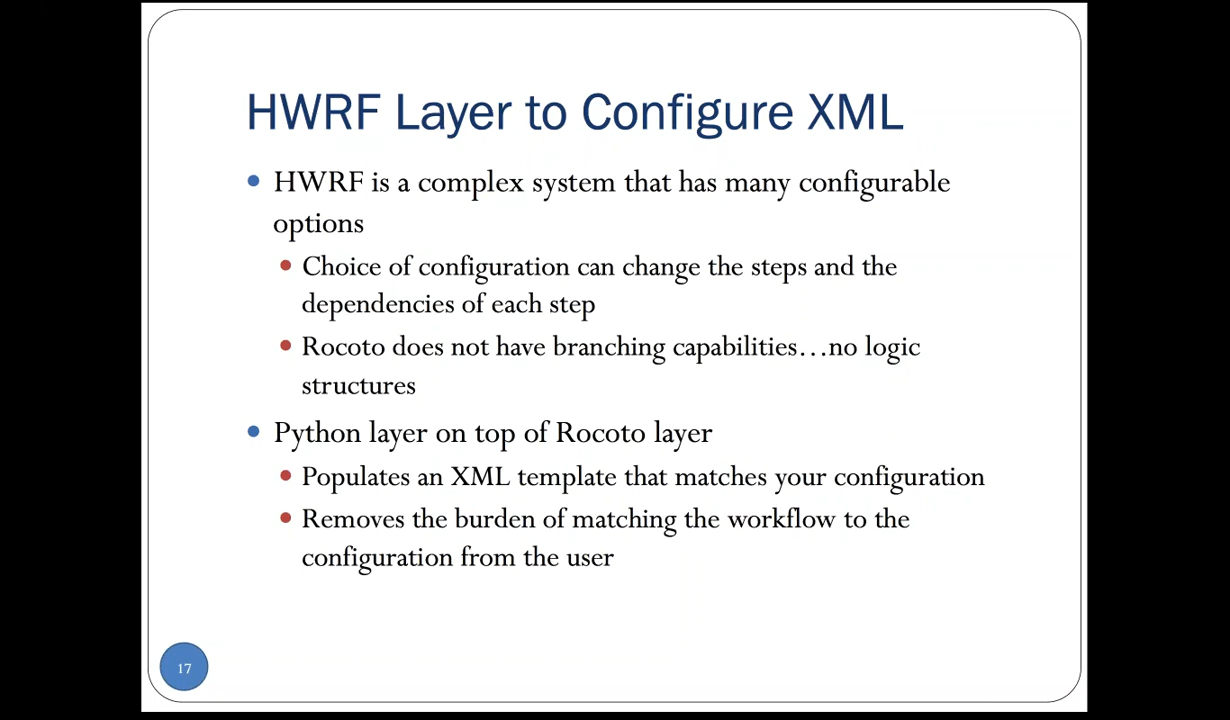 HWRF Layer to Configure XML
HWRF is a complex system that has many configurable
options
Choice of configuration can change the steps and the
dependencies of each step
Rocoto does not have branching capabilities...no logic
structures
Python layer on top of Rocoto layer
Populates an XML template that matches your configuration
Removes the burden of matching the workflow to the
configuration from the user
17